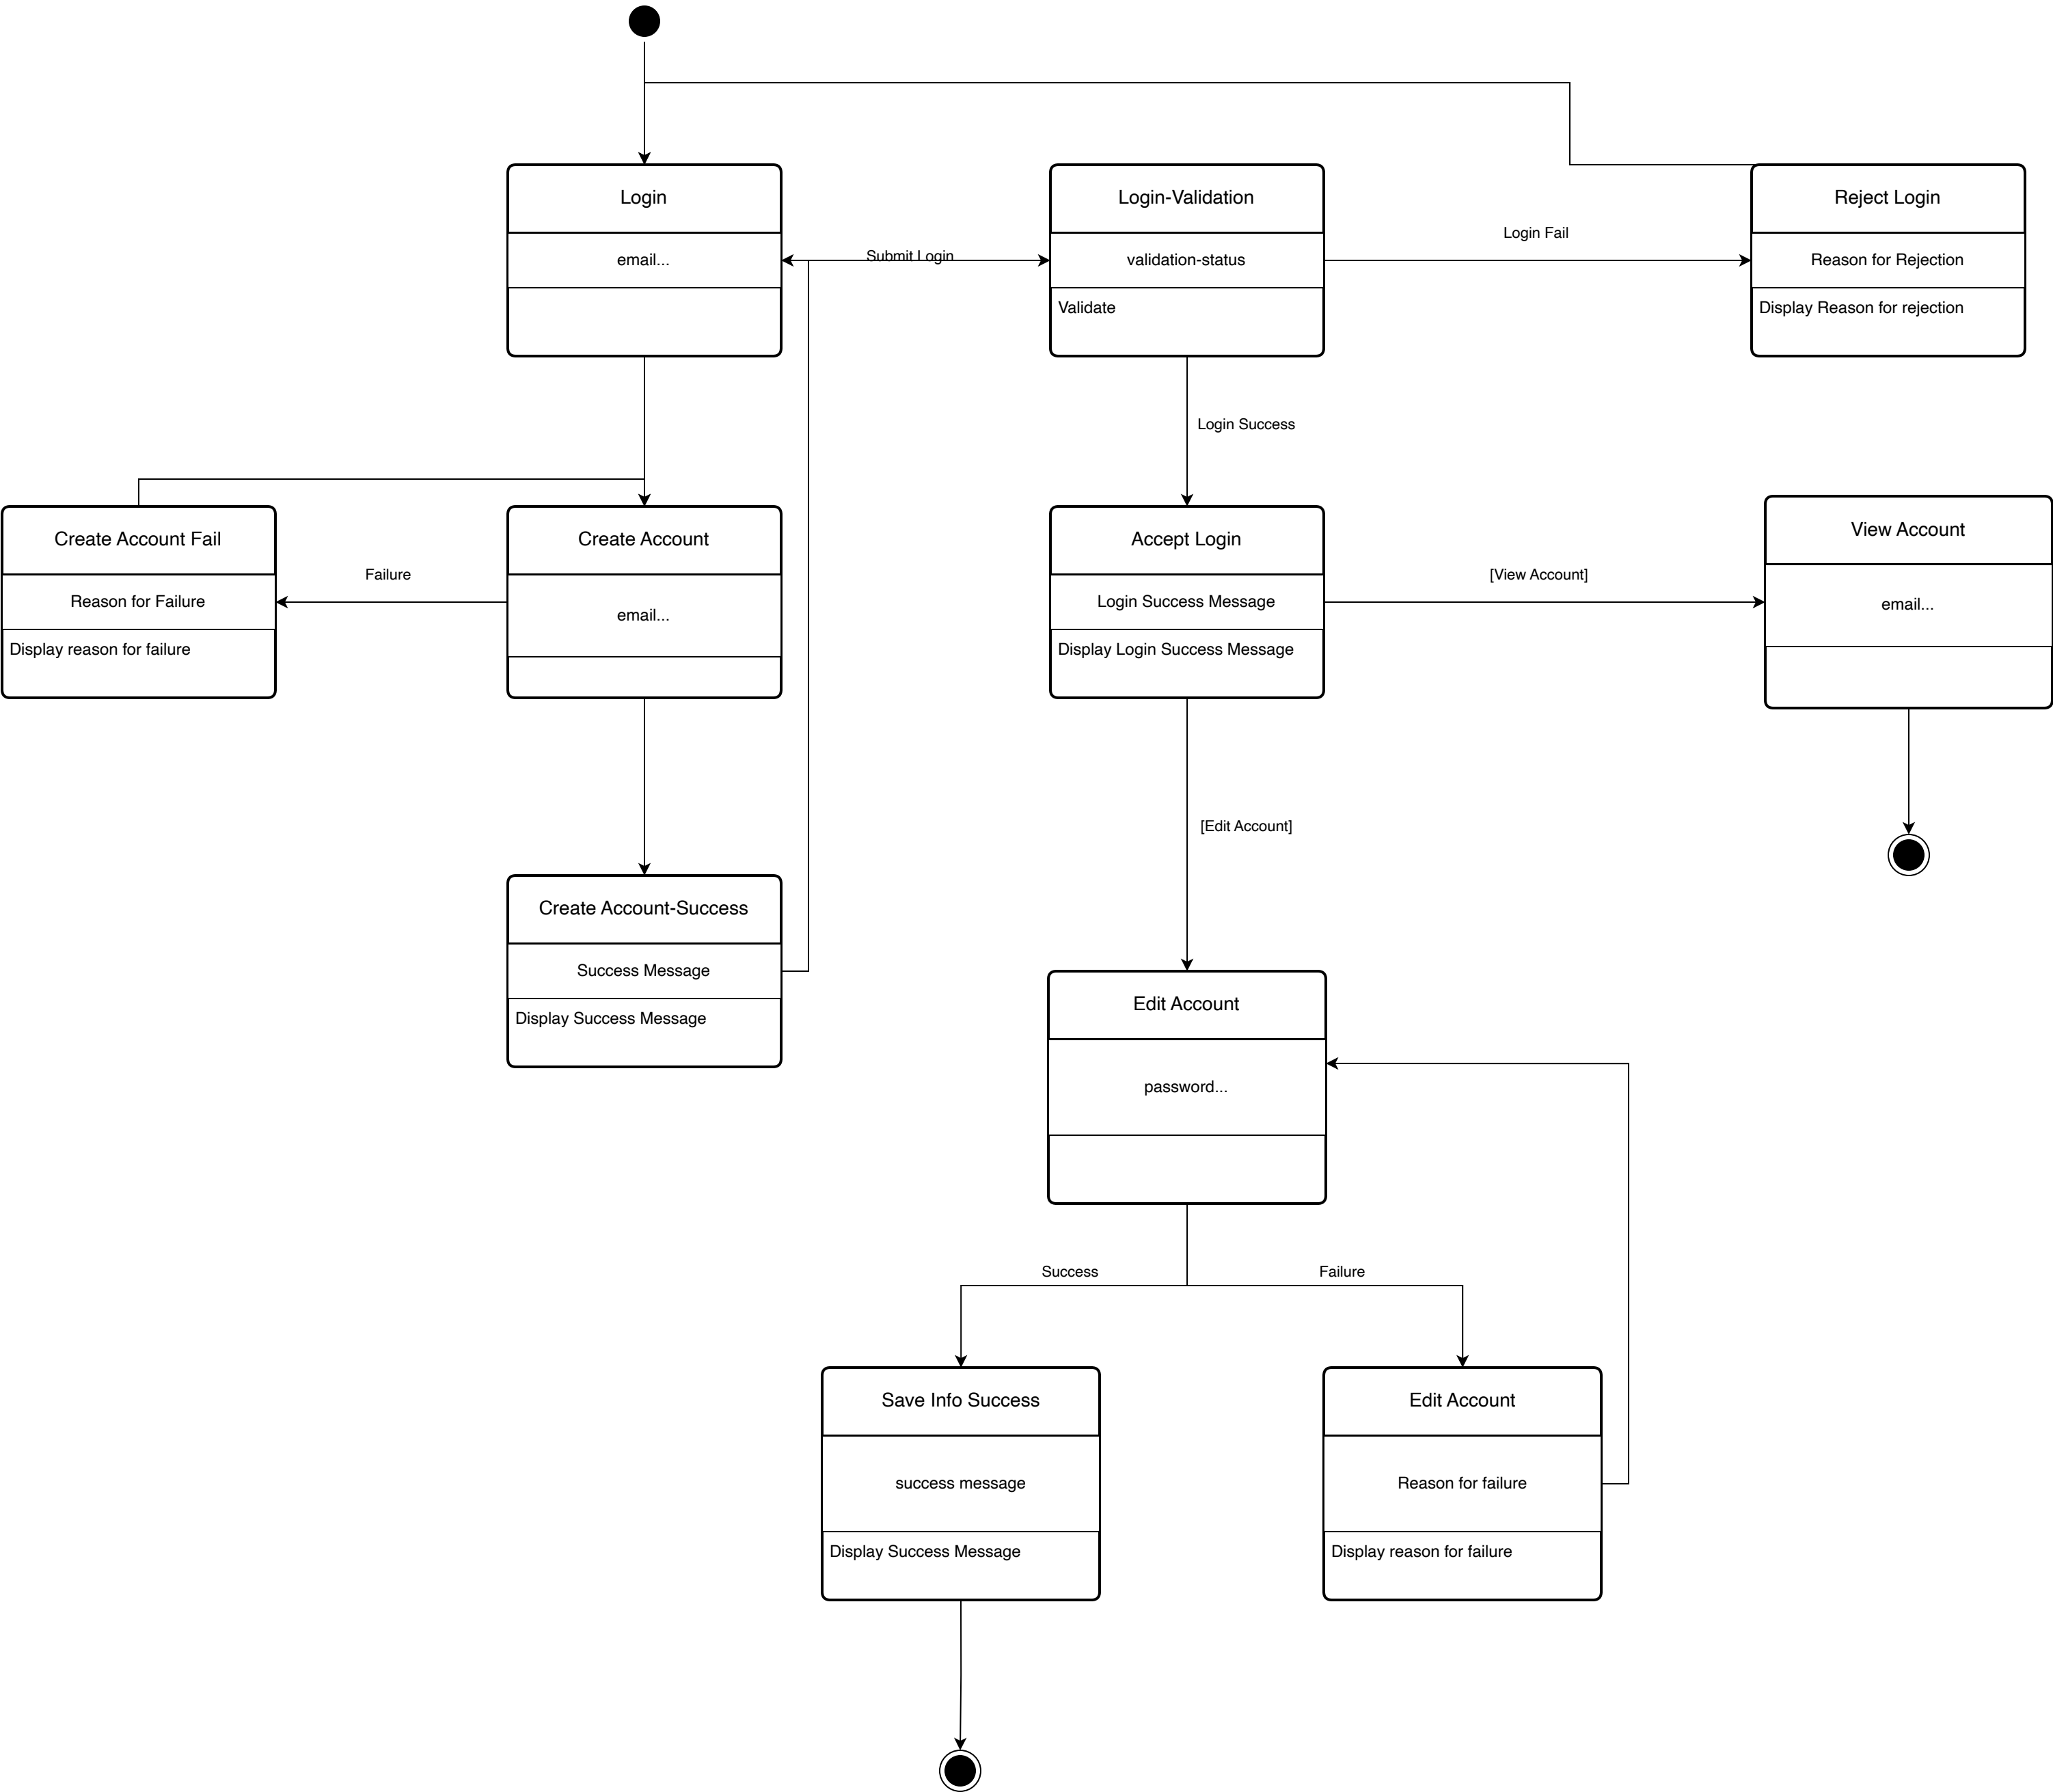 Login
email...
Submit Login
Login-Validation
validation-status
Validate
Login Fail
Reject Login
Reason for Rejection
Display Reason for rejection
Login Success
Create Account Fail
Reason for Failure
Display reason for failure
Failure
Create Account
email...
Accept Login
Login Success Message
Display Login Success Message
[View Account]
View Account
email...
[Edit Account]
Create Account-Success
Success Message
Display Success Message
Edit Account
password...
Success
Failure
Save Info Success
success message
Display Success Message
Edit Account
Reason for failure
Display reason for failure